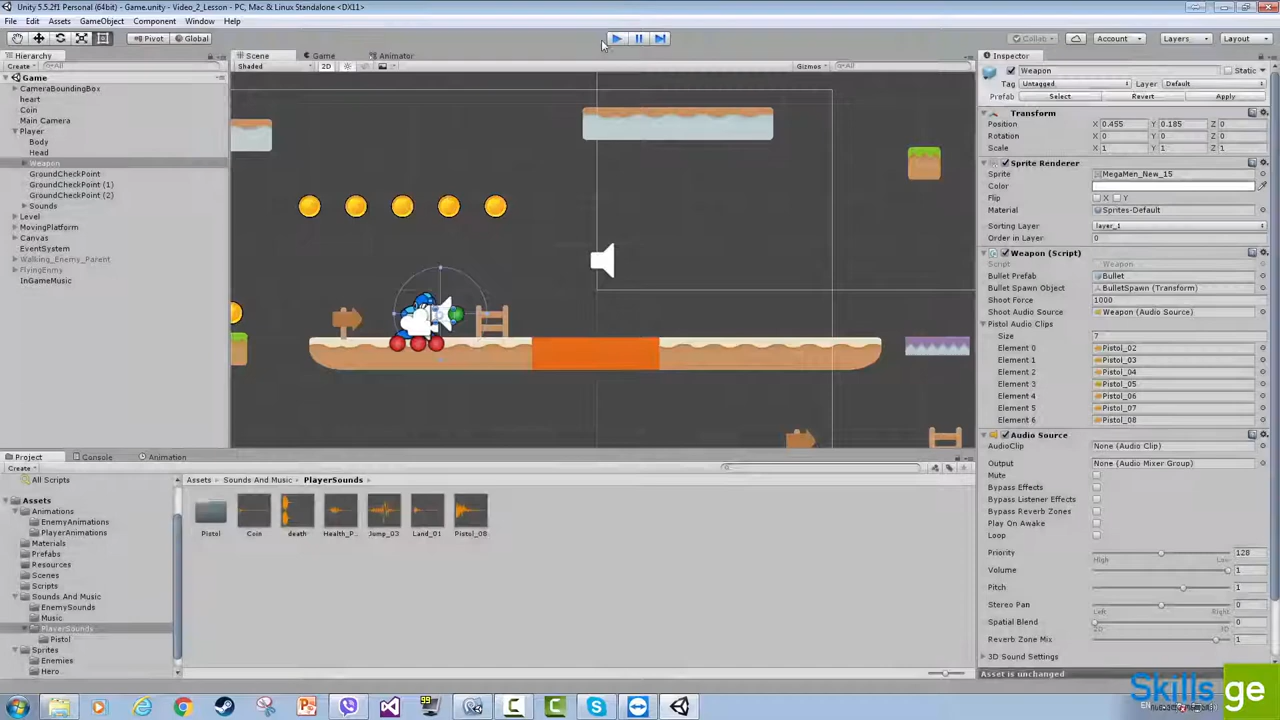 Unity 5.5.2f1 Personal (64bit) - Game.unity - Video_2_Lesson - PC, Mac & Linux Standalone <DX11>
File Edit Assets GameObject Component Window Help
Pivot Global Collab Account Layers Layout
Hierarchy
Create All
Game
CameraBoundingBox
heart
Coin
Main Camera
Player
Body
Head
Weapon
GroundCheckPoint
GroundCheckPoint (1)
GroundCheckPoint (2)
Sounds
Level
MovingPlatform
Canvas
EventSystem
Walking_Enemy_Parent
FlyingEnmy
InGameMusic
Scene Game Animator
Shaded 2D Gizmos All
Inspector
Weapon Static
Tag Untagged Layer Default
Prefab Select Revert Apply
Transform
Position X 0.455 Y 0.185 Z 0
Rotation X 0 Y 0 Z 0
Scale X 1 Y 1 Z 1
Sprite Renderer
Sprite MegaMen_New_15
Color
Flip X Y
Material Sprites-Default
Sorting Layer layer_1
Order in Layer 0
Weapon (Script)
Script Weapon
Bullet Prefab Bullet
Bullet Spawn Object BulletSpawn (Transform)
Shoot Force 1000
Shoot Audio Source Weapon (Audio Source)
Pistol Audio Clips
Size 7
Element 0 Pistol_02
Element 1 Pistol_03
Element 2 Pistol_04
Element 3 Pistol_05
Element 4 Pistol_06
Element 5 Pistol_07
Element 6 Pistol_08
Audio Source
AudioClip None (Audio Clip)
Output None (Audio Mixer Group)
Mute
Bypass Effects
Bypass Listener Effects
Bypass Reverb Zones
Play On Awake
Loop
Priority 128
High Low
Volume 1
Pitch 1
Stereo Pan 0
Left Right
Spatial Blend 0
2D 3D
Reverb Zone Mix 1
3D Sound Settings
Asset is unchanged
Project Console Animation
Create
All Scripts
Assets
Animations
EnemyAnimations
PlayerAnimations
Materials
Prefabs
Resources
Scenes
Scripts
Sounds And Music
EnemySounds
Music
PlayerSounds
Pistol
Sprites
Enemies
Hero
Assets Sounds And Music PlayerSounds
Pistol Coin death Health_P... Jump_03 Land_01 Pistol_08
99
Skills ge